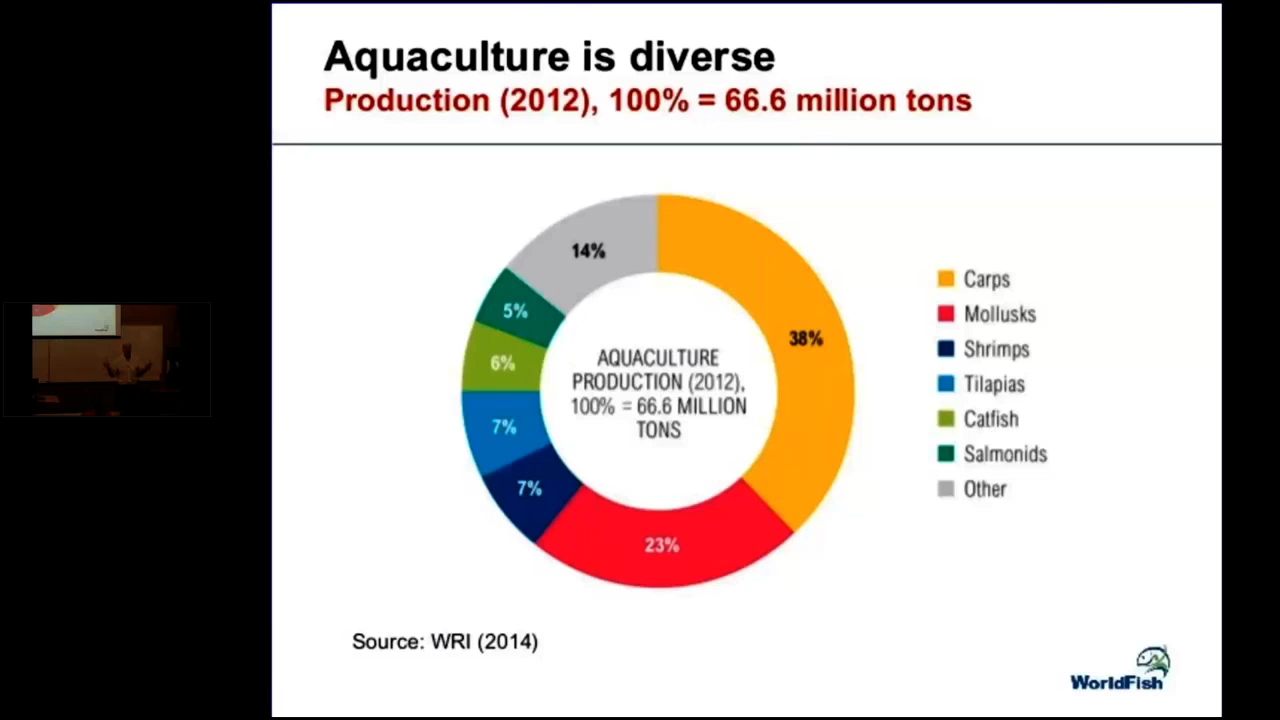 Aquaculture is diverse
Production (2012), 100% = 66.6 million tons
14%
5%
6%
7%
7%
23%
38%
AQUACULTURE
PRODUCTION (2012),
100% = 66.6 MILLION
TONS
Carps
Mollusks
Shrimps
Tilapias
Catfish
Salmonids
Other
Source: WRI (2014)
WorldFish